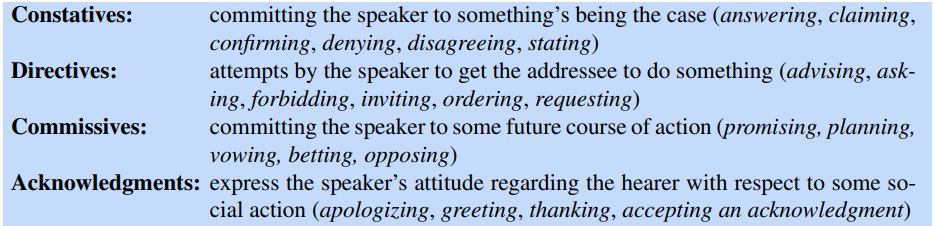 Constatives: committing the speaker to something's being the case (answering, claiming,
confirming, denying, disagreeing, stating)
Directives: attempts by the speaker to get the addressee to do something (advising, ask-
ing, forbidding, inviting, ordering, requesting)
Commissives: committing the speaker to some future course of action (promising, planning,
vowing, betting, opposing)
Acknowledgments: express the speaker's attitude regarding the hearer with respect to some so-
cial action (apologizing, greeting, thanking, accepting an acknowledgment)